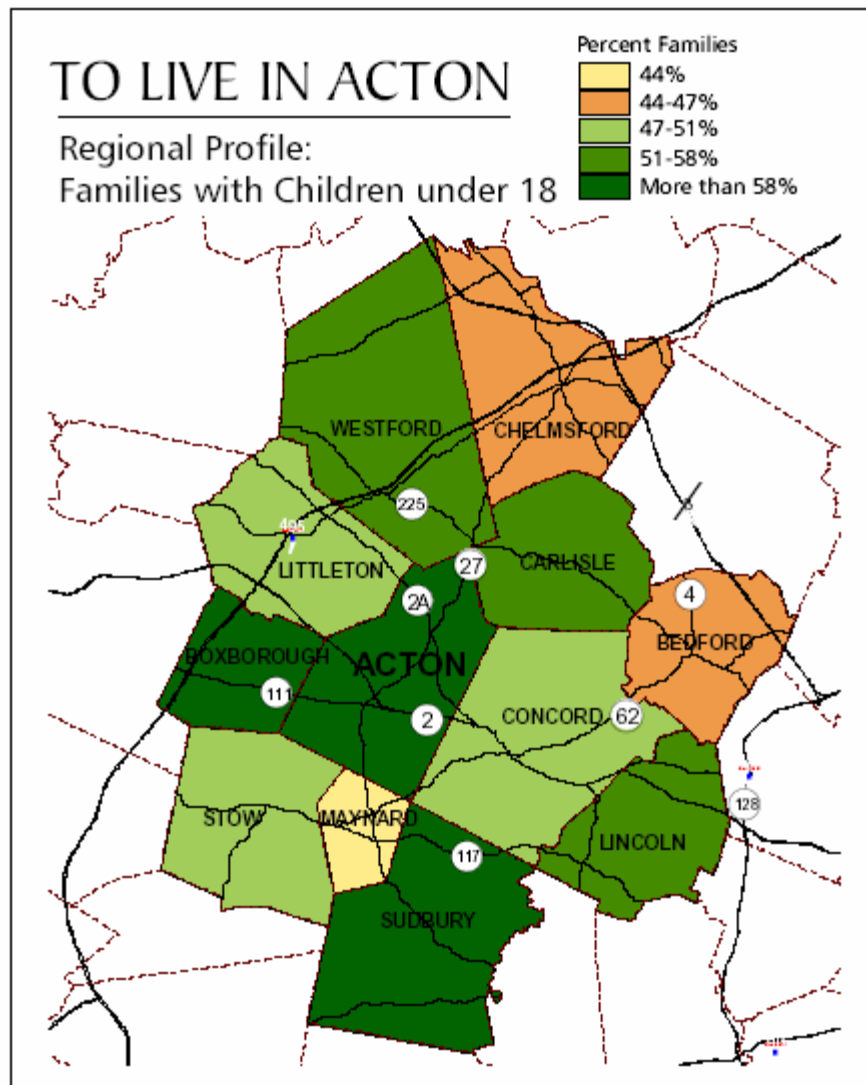 TO LIVE IN ACTON
Regional Profile:
Families with Children under 18
Percent Families
44%
44-47%
47-51%
51-58%
More than 58%
WESTFORD
CHELMSFORD
225
495
LITTLETON
27
CARLISLE
2A
4
BEDFORD
BOXBOROUGH
ACTON
111
2
CONCORD
62
STOW
MAYNARD
128
117
LINCOLN
SUDBURY